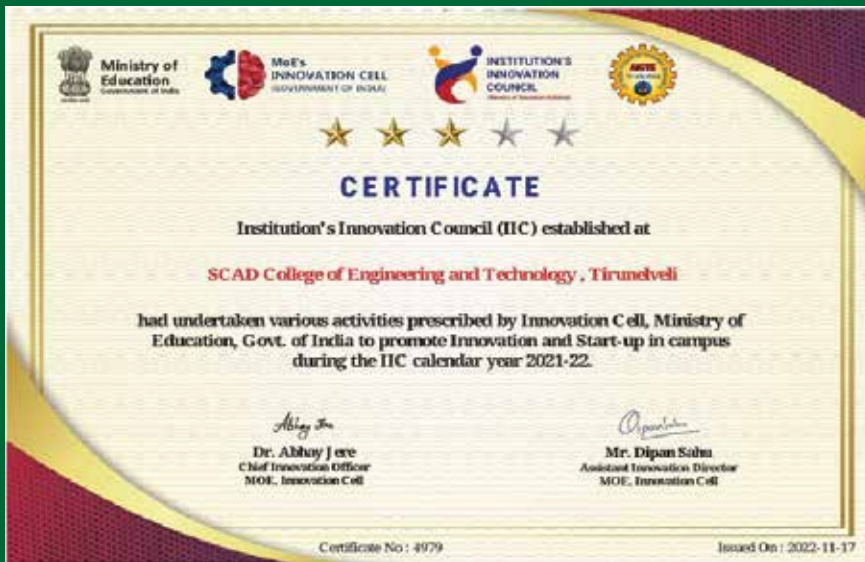 Ministry of
Education
Government of India
MoE's
INNOVATION CELL
(GOVERNMENT OF INDIA)
INSTITUTION'S
INNOVATION
COUNCIL
AICTE
CERTIFICATE
Institution's Innovation Council (IIC) established at
SCAD College of Engineering and Technology , Tirunelveli
had undertaken various activities prescribed by Innovation Cell, Ministry of
Education, Govt. of India to promote Innovation and Start-up in campus
during the IIC calendar year 2021-22.
Abhay Jere
Dr. Abhay Jere
Chief Innovation Officer
MOE, Innovation Cell
Mr. Dipan Sahu
Assistant Innovation Director
MOE, Innovation Cell
Certificate No : 4979
Issued On : 2022-11-17